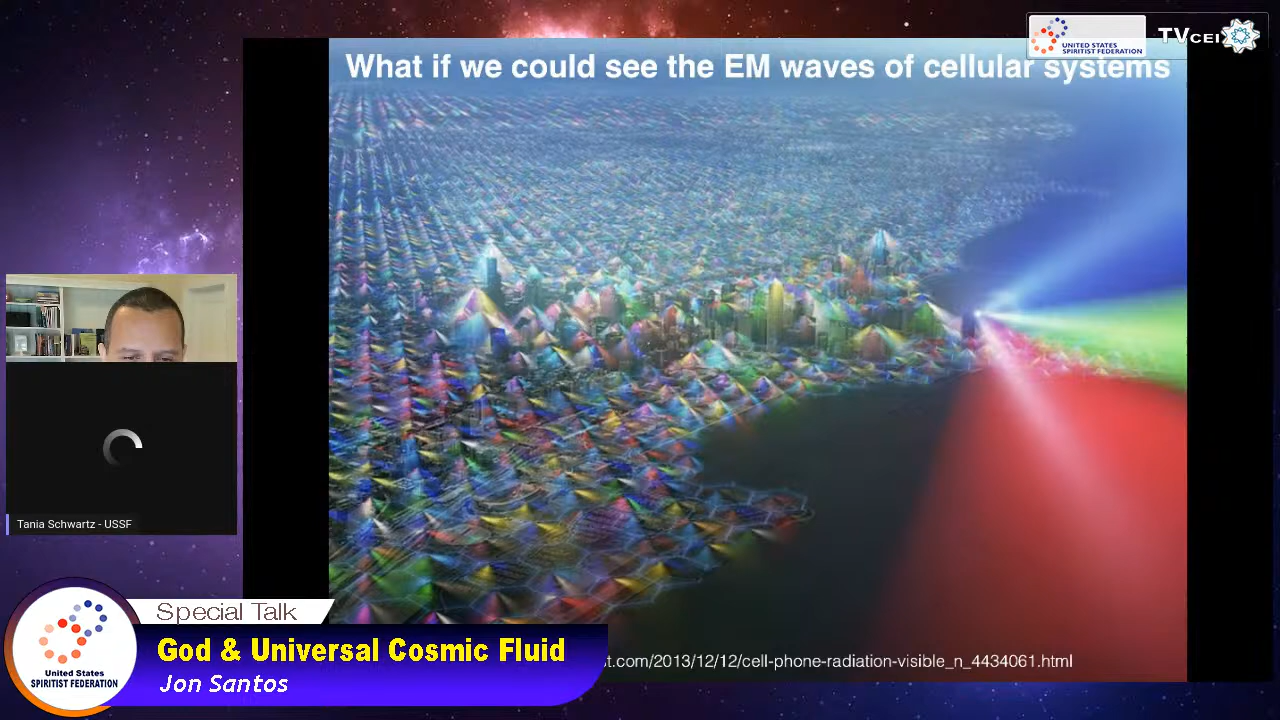 UNITED STATES
SPIRITIST FEDERATION
TVCEI
What if we could see the EM waves of cellular systems
Tania Schwartz - USSF
Special Talk
God & Universal Cosmic Fluid
Jon Santos
United States
SPIRITIST FEDERATION
t.com/2013/12/12/cell-phone-radiation-visible_n_4434061.html